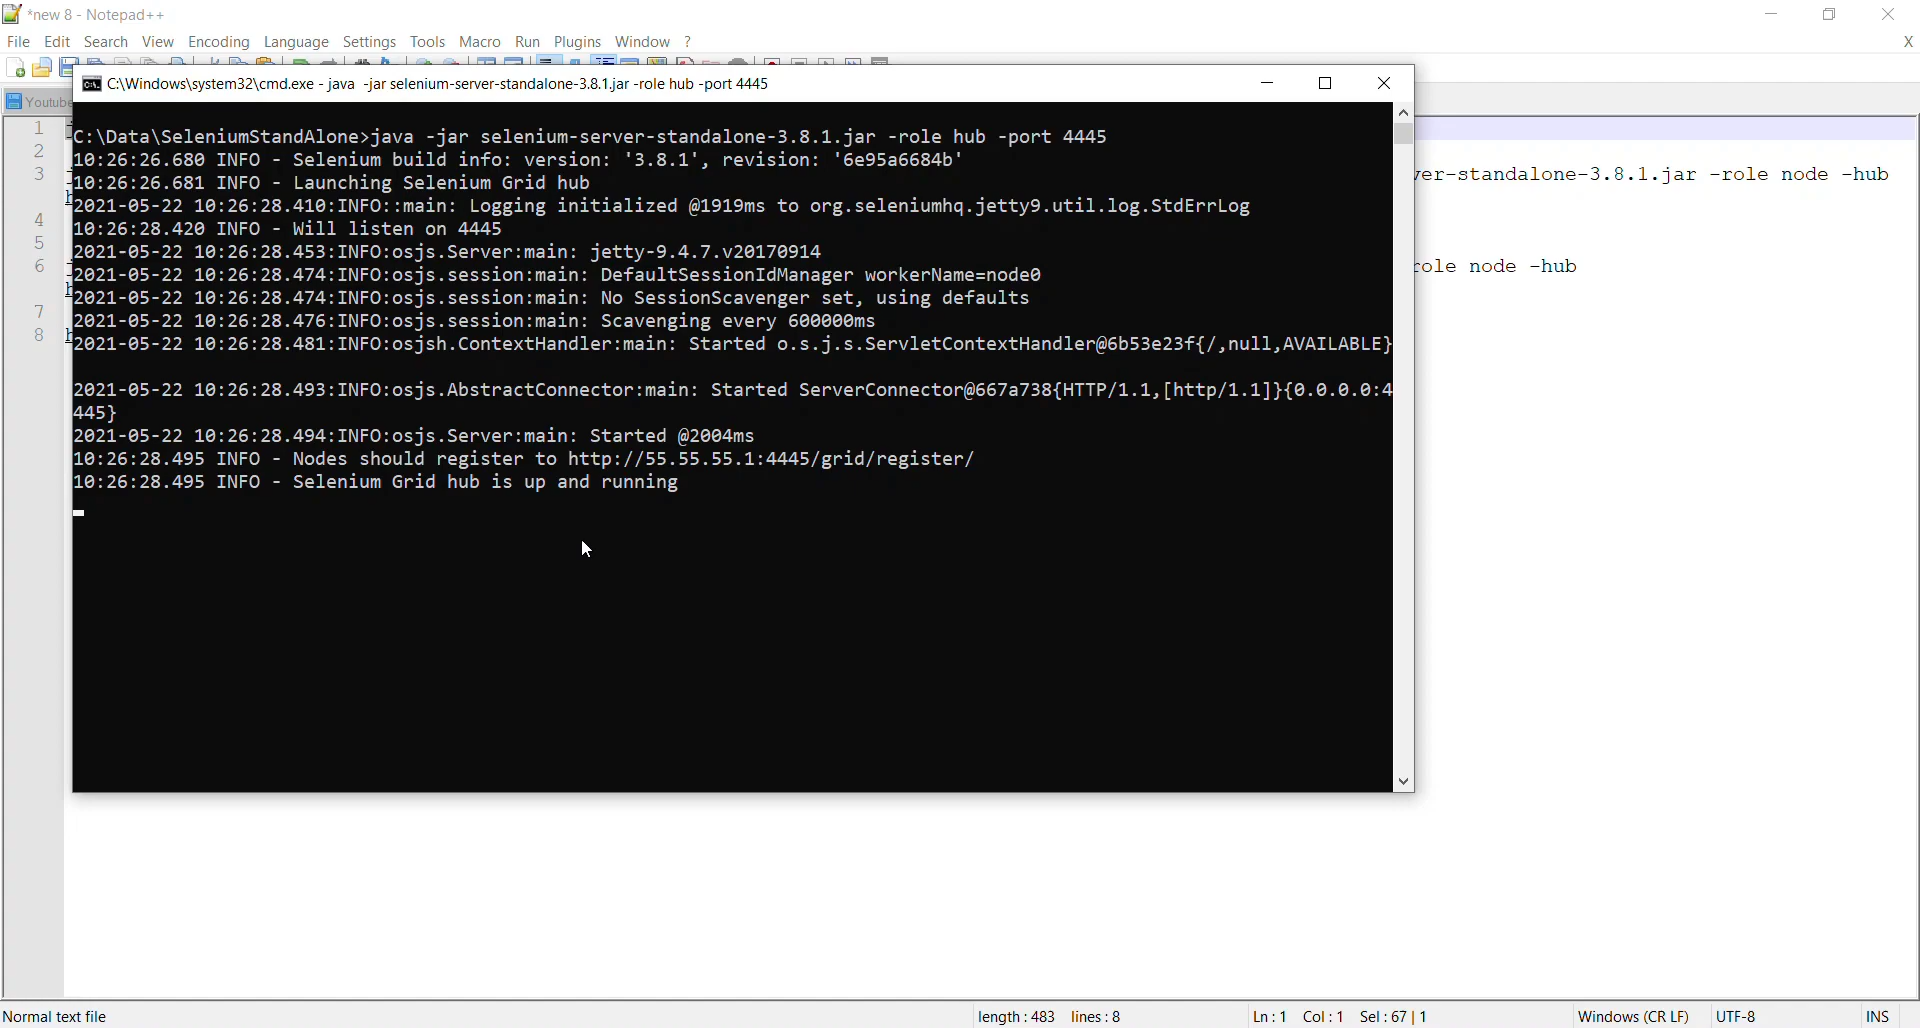 *new 8 - Notepad++
File Edit Search View Encoding Language Settings Tools Macro Run Plugins Window ? X
C:\Windows\system32\cmd.exe - java -jar selenium-server-standalone-3.8.1.jar -role hub -port 4445
Youtube
C:\Data\SeleniumStandAlone>java -jar selenium-server-standalone-3.8.1.jar -role hub -port 4445
10:26:26.680 INFO - Selenium build info: version: '3.8.1', revision: '6e95a6684b'
10:26:26.681 INFO - Launching Selenium Grid hub
2021-05-22 10:26:28.410:INFO::main: Logging initialized @1919ms to org.seleniumhq.jetty9.util.log.StdErrLog
10:26:28.420 INFO - Will listen on 4445
2021-05-22 10:26:28.453:INFO:osjs.Server:main: jetty-9.4.7.v20170914
2021-05-22 10:26:28.474:INFO:osjs.session:main: DefaultSessionIdManager workerName=node0
2021-05-22 10:26:28.474:INFO:osjs.session:main: No SessionScavenger set, using defaults
2021-05-22 10:26:28.476:INFO:osjs.session:main: Scavenging every 600000ms
2021-05-22 10:26:28.481:INFO:osjsh.ContextHandler:main: Started o.s.j.s.ServletContextHandler@6b53e23f{/,null,AVAILABLE}
2021-05-22 10:26:28.493:INFO:osjs.AbstractConnector:main: Started ServerConnector@667a738{HTTP/1.1,[http/1.1]}{0.0.0.0:4
445}
2021-05-22 10:26:28.494:INFO:osjs.Server:main: Started @2004ms
10:26:28.495 INFO - Nodes should register to http://55.55.55.1:4445/grid/register/
10:26:28.495 INFO - Selenium Grid hub is up and running
1
2
3 ver-standalone-3.8.1.jar -role node -hub
4
5
6 role node -hub
7
8
Normal text file length : 483 lines : 8 Ln : 1 Col : 1 Sel : 67 | 1 Windows (CR LF) UTF-8 INS